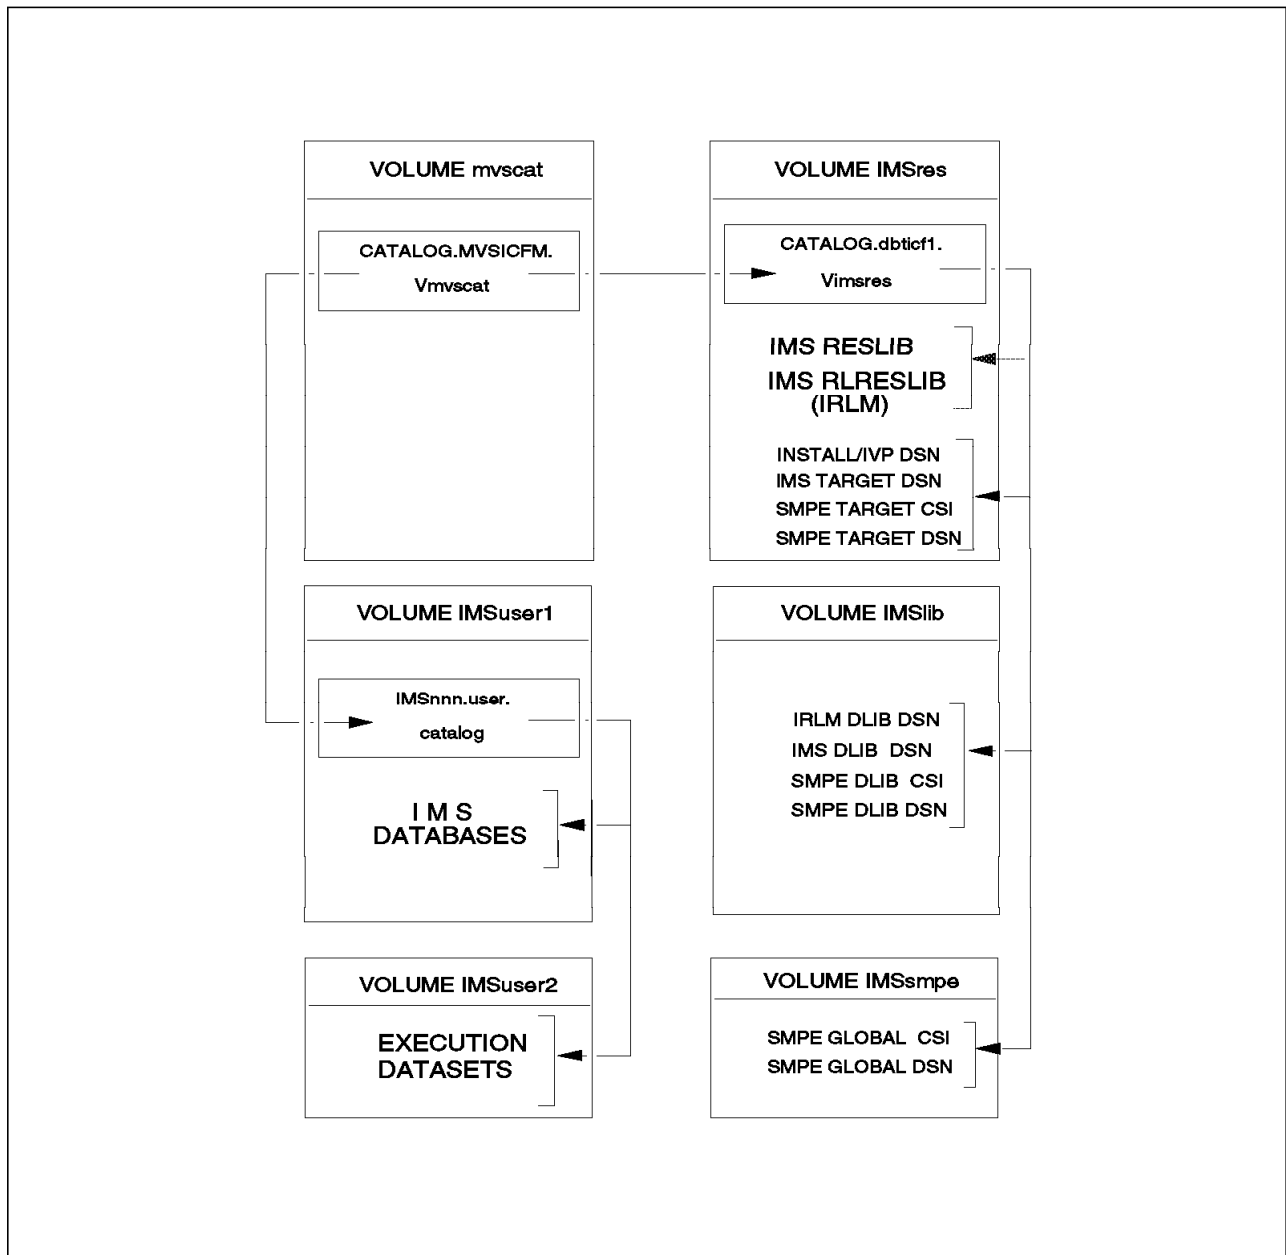 VOLUME mvscat
CATALOG.MVSICFM.
Vmvscat
VOLUME IMSres
CATALOG.dbticf1.
Vimsres
IMS RESLIB
IMS RLRESLIB
(IRLM)
INSTALL/IVP DSN
IMS TARGET DSN
SMPE TARGET CSI
SMPE TARGET DSN
VOLUME IMSuser1
IMSnnn.user.
catalog
I M S
DATABASES
VOLUME IMSlib
IRLM DLIB DSN
IMS DLIB DSN
SMPE DLIB CSI
SMPE DLIB DSN
VOLUME IMSuser2
EXECUTION
DATASETS
VOLUME IMSsmpe
SMPE GLOBAL CSI
SMPE GLOBAL DSN